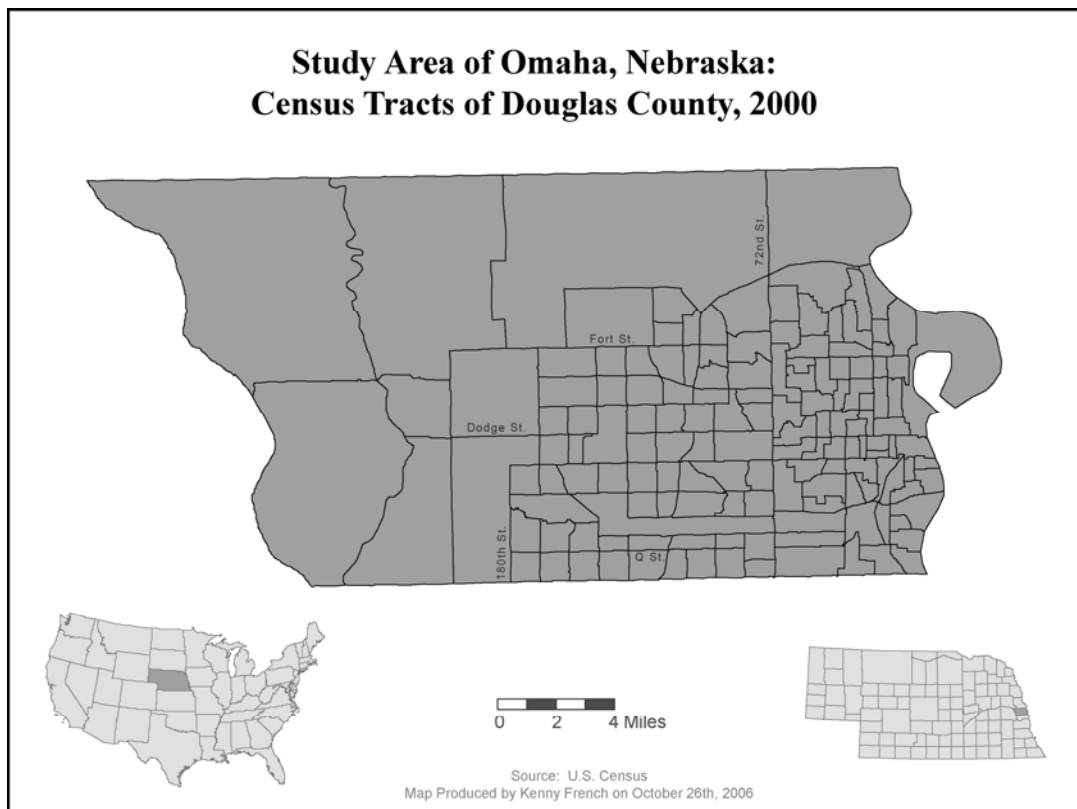 Study Area of Omaha, Nebraska:
Census Tracts of Douglas County, 2000
72nd St.
Fort St.
Dodge St.
180th St.
Q St.
0 2 4 Miles
Source: U.S. Census
Map Produced by Kenny French on October 26th, 2006